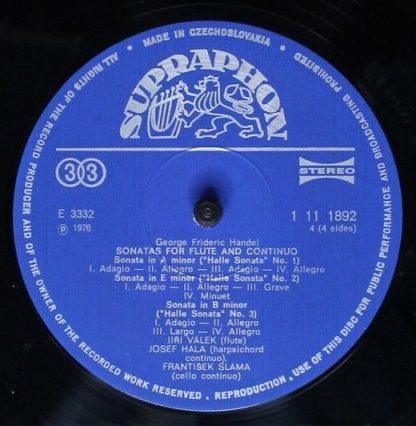 • MADE IN CZECHOSLOVAKIA •
ALL RIGHTS OF THE RECORD PRODUCER AND OF THE OWNER OF THE RECORDED WORK RESERVED • REPRODUCTION, USE OF THIS DISC FOR PUBLIC PERFORMANCE AND BROADCASTING PROHIBITED
SUPRAPHON
33
STEREO
E 3332
1 11 1892
Ⓟ 1976
4 (4 sides)
George Frideric Handel
SONATAS FOR FLUTE AND CONTINUO
Sonata in A minor ("Halle Sonata" No. 1)
I. Adagio — II. Allegro — III. Adagio — IV. Allegro
Sonata in E minor ("Halle Sonata" No. 2)
I. Adagio — II. Allegro — III. Grave
IV. Minuet
Sonata in B minor
("Halle Sonata" No. 3)
I. Adagio — II. Allegro
III. Largo — IV. Allegro
JIŘÍ VÁLEK (flute)
JOSEF HÁLA (harpsichord
continuo),
FRANTIŠEK SLÁMA
(cello continuo)